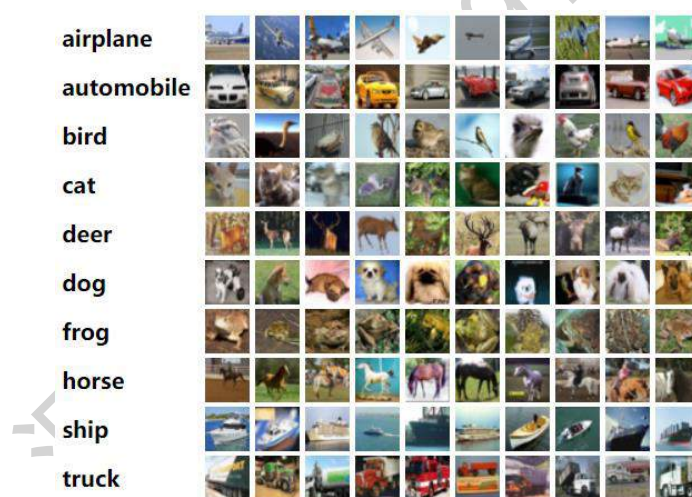 airplane
automobile
bird
cat
deer
dog
frog
horse
ship
truck